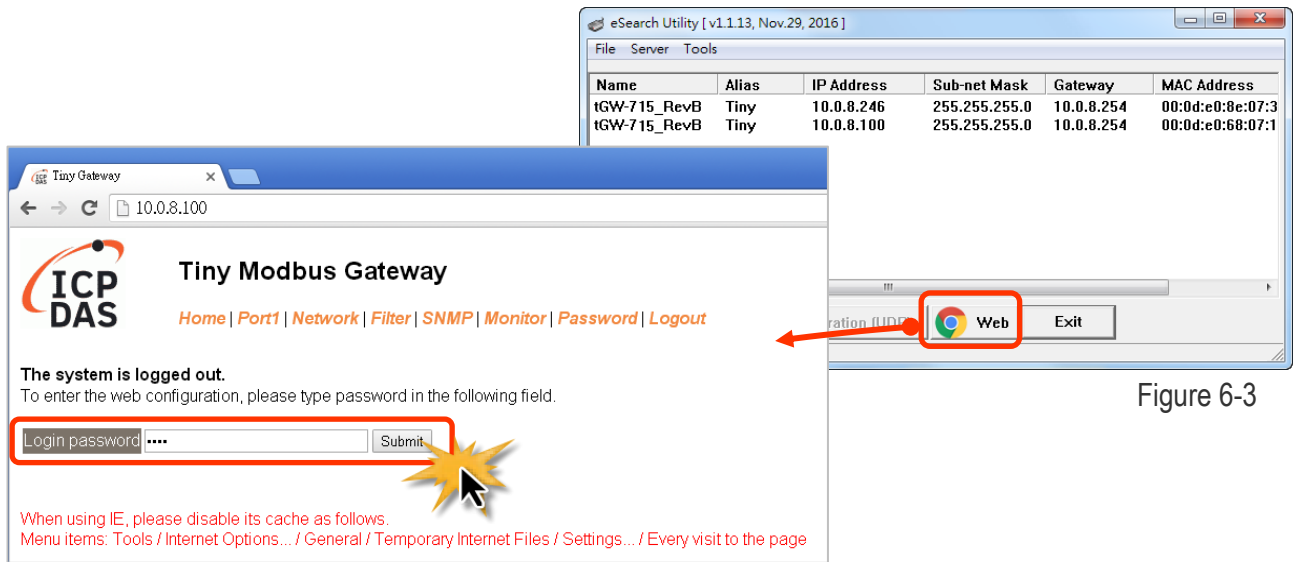 eSearch Utility [ v1.1.13, Nov.29, 2016 ]
File Server Tools
Name Alias IP Address Sub-net Mask Gateway MAC Address
tGW-715_RevB Tiny 10.0.8.246 255.255.255.0 10.0.8.254 00:0d:e0:8e:07:3
tGW-715_RevB Tiny 10.0.8.100 255.255.255.0 10.0.8.254 00:0d:e0:68:07:1
Web Exit
Figure 6-3
Tiny Gateway
10.0.8.100
ICP
DAS
Tiny Modbus Gateway
Home | Port1 | Network | Filter | SNMP | Monitor | Password | Logout
The system is logged out.
To enter the web configuration, please type password in the following field.
Login password •••• Submit
When using IE, please disable its cache as follows.
Menu items: Tools / Internet Options... / General / Temporary Internet Files / Settings... / Every visit to the page